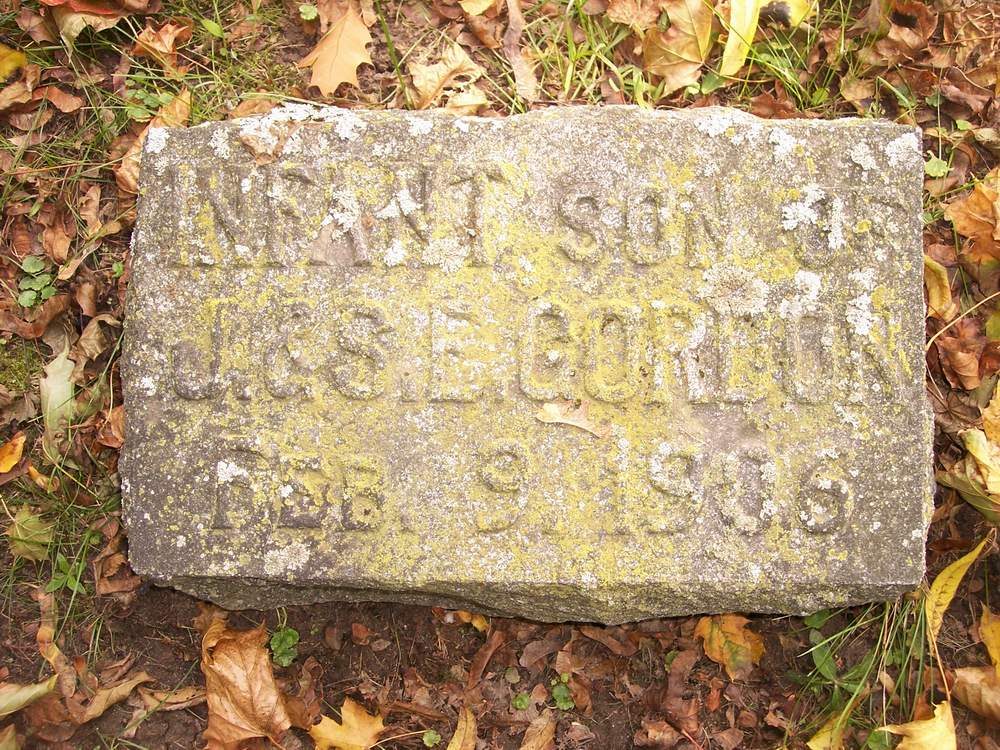 INFANT SON OF
J. & S. E. GORDON
FEB. 9, 1906